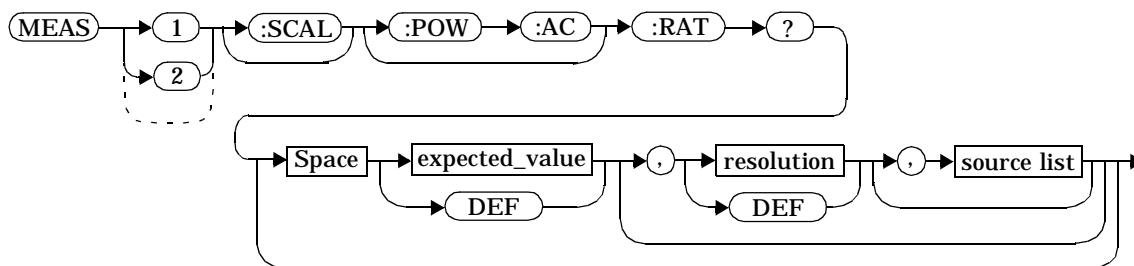 MEAS 1 :SCAL :POW :AC :RAT ?
2
Space expected_value , resolution , source list
DEF DEF